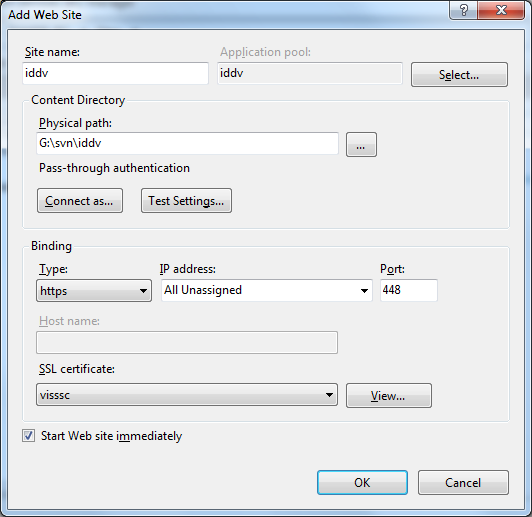 Add Web Site
?
Site name: Application pool:
iddv iddv Select...
Content Directory
Physical path:
G:\svn\iddv ...
Pass-through authentication
Connect as... Test Settings...
Binding
Type: IP address: Port:
https All Unassigned 448
Host name:
SSL certificate:
visssc View...
Start Web site immediately
OK Cancel